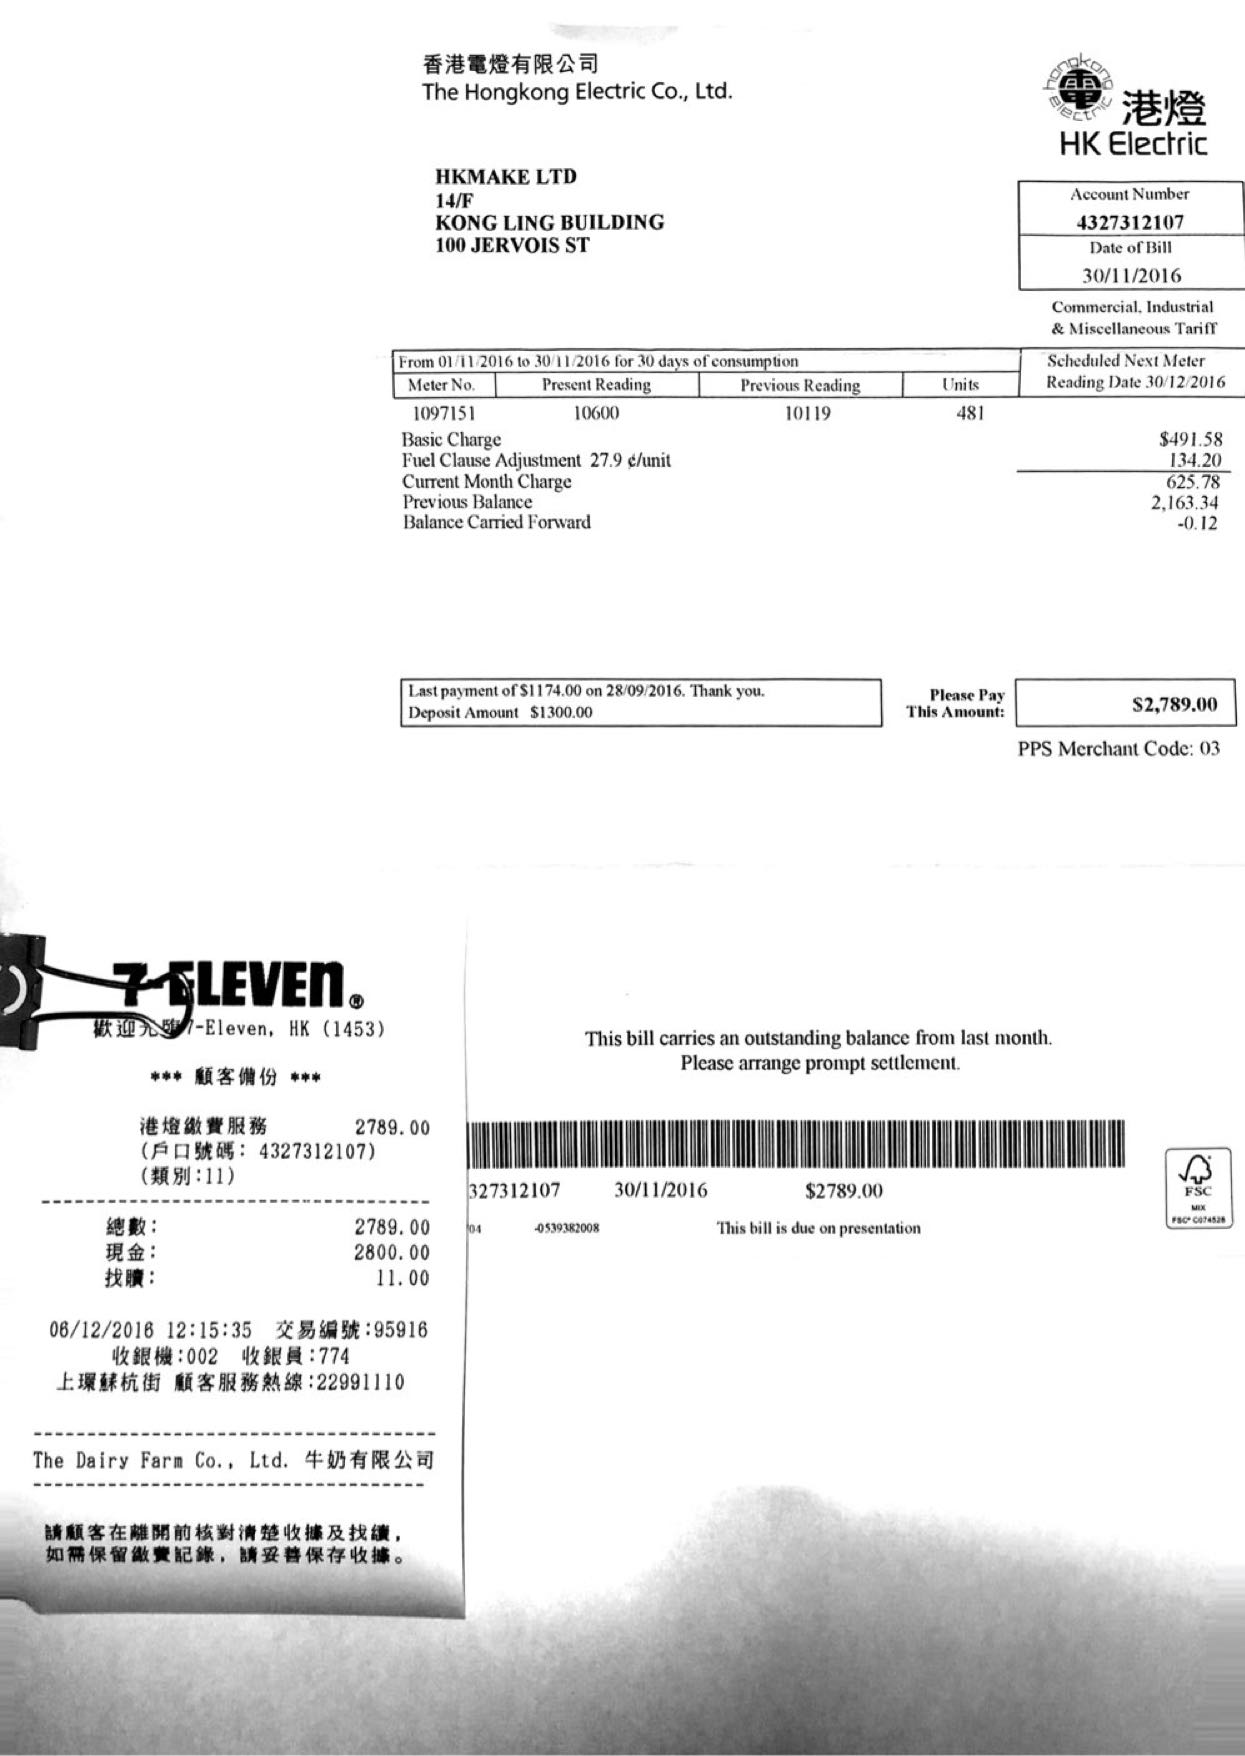 香港電燈有限公司
The Hongkong Electric Co., Ltd.
hongkong electric
電
港燈
HK Electric
HKMAKE LTD
14/F
KONG LING BUILDING
100 JERVOIS ST
Account Number
4327312107
Date of Bill
30/11/2016
Commercial, Industrial
& Miscellaneous Tariff
From 01/11/2016 to 30/11/2016 for 30 days of consumption
Scheduled Next Meter
Reading Date 30/12/2016
Meter No. Present Reading Previous Reading Units
1097151 10600 10119 481
Basic Charge $491.58
Fuel Clause Adjustment 27.9 ¢/unit 134.20
Current Month Charge 625.78
Previous Balance 2,163.34
Balance Carried Forward -0.12
Last payment of $1174.00 on 28/09/2016. Thank you.
Deposit Amount $1300.00
Please Pay
This Amount:
$2,789.00
PPS Merchant Code: 03
7-ELEVEn®
歡迎光臨7-Eleven, HK (1453)
*** 顧客備份 ***
港燈繳費服務 2789.00
(戶口號碼: 4327312107)
(類別:11)
總數: 2789.00
現金: 2800.00
找贖: 11.00
06/12/2016 12:15:35 交易編號:95916
收銀機:002 收銀員:774
上環蘇杭街 顧客服務熱線:22991110
The Dairy Farm Co., Ltd. 牛奶有限公司
請顧客在離開前核對清楚收據及找續,
如需保留繳費記錄,請妥善保存收據。
This bill carries an outstanding balance from last month.
Please arrange prompt settlement.
327312107 30/11/2016 $2789.00
04 -0539382008 This bill is due on presentation
FSC
MIX
FSC® C074528